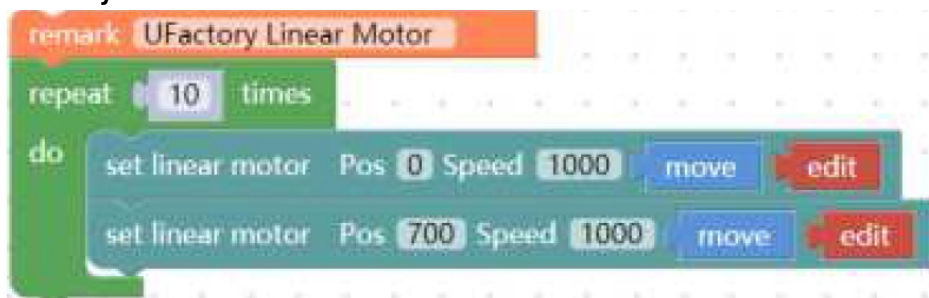 remark UFactory Linear Motor
repeat 10 times
do set linear motor Pos 0 Speed 1000 move edit
set linear motor Pos 700 Speed 1000 move edit